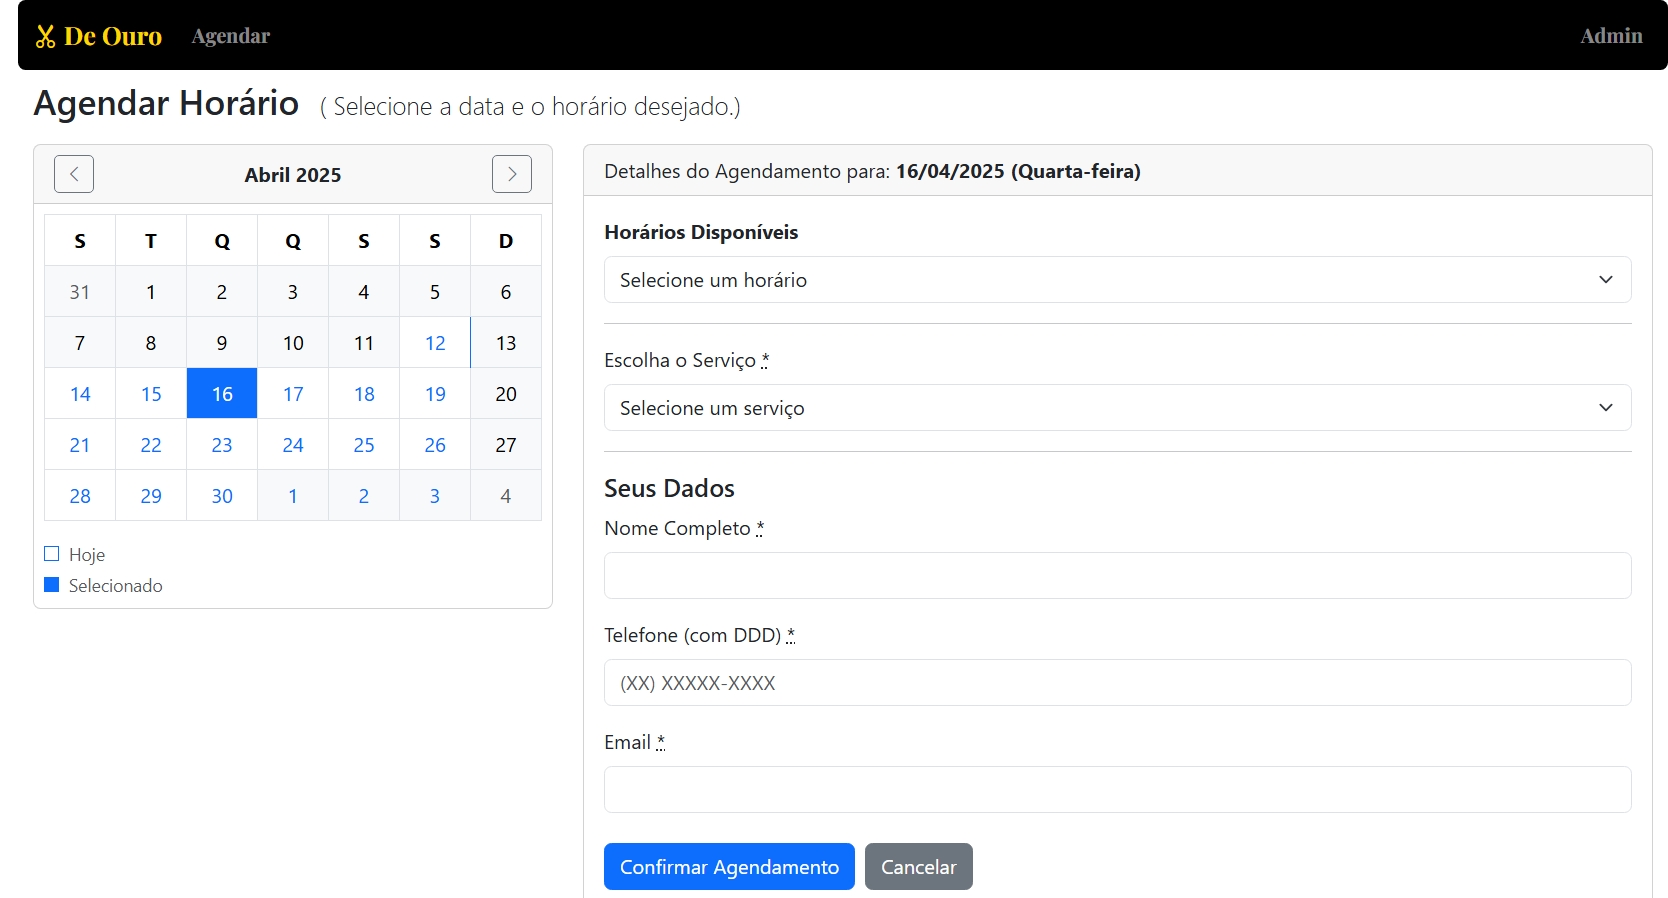 De Ouro Agendar Admin
Agendar Horário ( Selecione a data e o horário desejado.)
Abril 2025
S T Q Q S S D
31 1 2 3 4 5 6
7 8 9 10 11 12 13
14 15 16 17 18 19 20
21 22 23 24 25 26 27
28 29 30 1 2 3 4
Hoje
Selecionado
Detalhes do Agendamento para: 16/04/2025 (Quarta-feira)
Horários Disponíveis
Selecione um horário
Escolha o Serviço *
Selecione um serviço
Seus Dados
Nome Completo *
Telefone (com DDD) *
(XX) XXXXX-XXXX
Email *
Confirmar Agendamento Cancelar